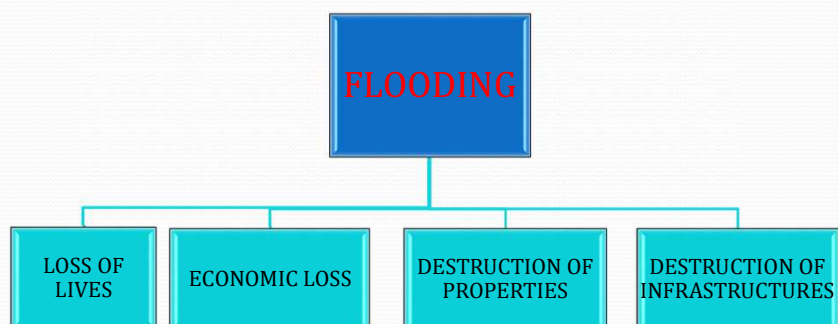 FLOODING
LOSS OF
LIVES
ECONOMIC LOSS
DESTRUCTION OF
PROPERTIES
DESTRUCTION OF
INFRASTRUCTURES